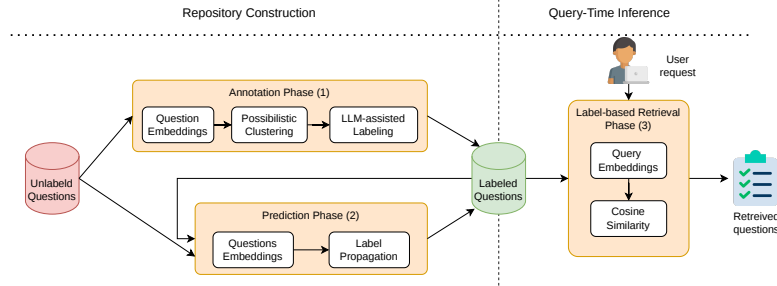 Repository Construction
Query-Time Inference
User
request
Annotation Phase (1)
Question
Embeddings
Possibilistic
Clustering
LLM-assisted
Labeling
Label-based Retrieval
Phase (3)
Query
Embeddings
Cosine
Similarity
Unlabeld
Questions
Labeled
Questions
Prediction Phase (2)
Questions
Embeddings
Label
Propagation
Retreived
questions